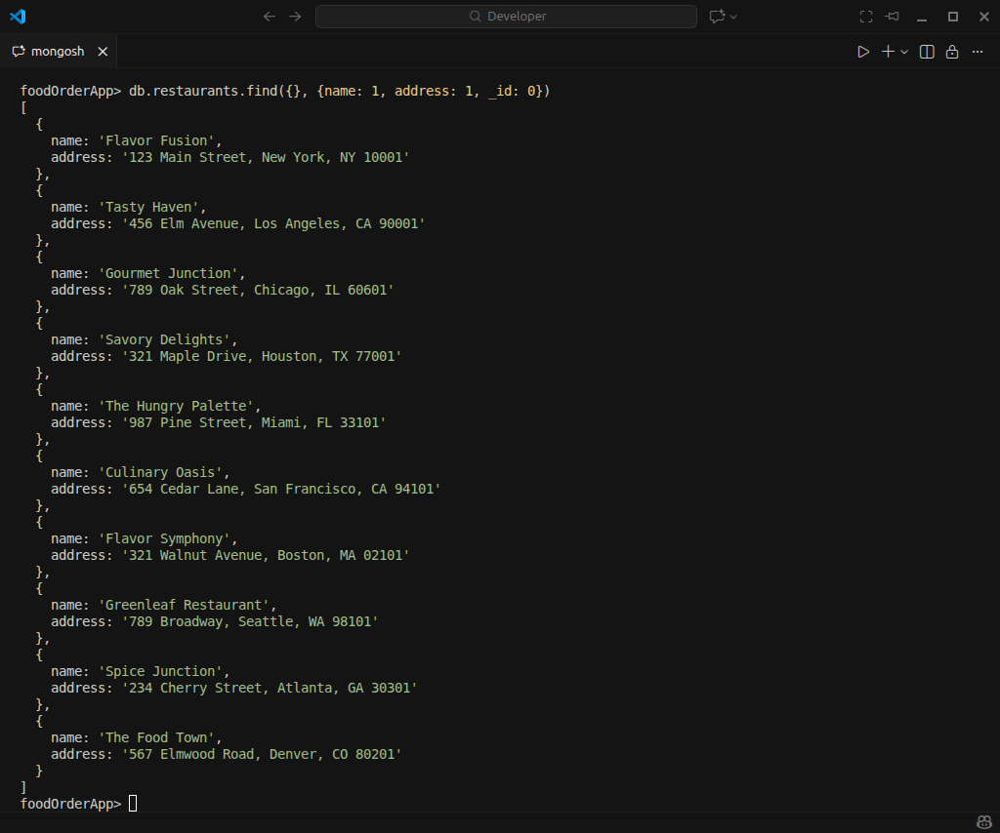 Developer
mongosh
foodOrderApp> db.restaurants.find({}, {name: 1, address: 1, _id: 0})
[
  {
    name: 'Flavor Fusion',
    address: '123 Main Street, New York, NY 10001'
  },
  {
    name: 'Tasty Haven',
    address: '456 Elm Avenue, Los Angeles, CA 90001'
  },
  {
    name: 'Gourmet Junction',
    address: '789 Oak Street, Chicago, IL 60601'
  },
  {
    name: 'Savory Delights',
    address: '321 Maple Drive, Houston, TX 77001'
  },
  {
    name: 'The Hungry Palette',
    address: '987 Pine Street, Miami, FL 33101'
  },
  {
    name: 'Culinary Oasis',
    address: '654 Cedar Lane, San Francisco, CA 94101'
  },
  {
    name: 'Flavor Symphony',
    address: '321 Walnut Avenue, Boston, MA 02101'
  },
  {
    name: 'Greenleaf Restaurant',
    address: '789 Broadway, Seattle, WA 98101'
  },
  {
    name: 'Spice Junction',
    address: '234 Cherry Street, Atlanta, GA 30301'
  },
  {
    name: 'The Food Town',
    address: '567 Elmwood Road, Denver, CO 80201'
  }
]
foodOrderApp>